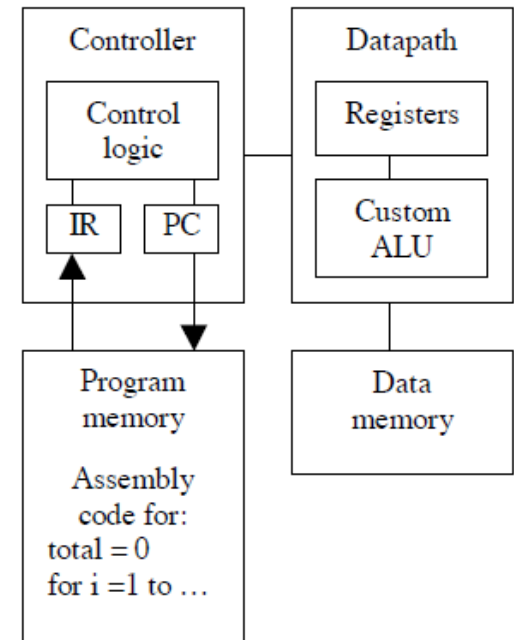 Controller
Control
logic
IR
PC
Datapath
Registers
Custom
ALU
Program
memory
Assembly
code for:
total = 0
for i =1 to …
Data
memory